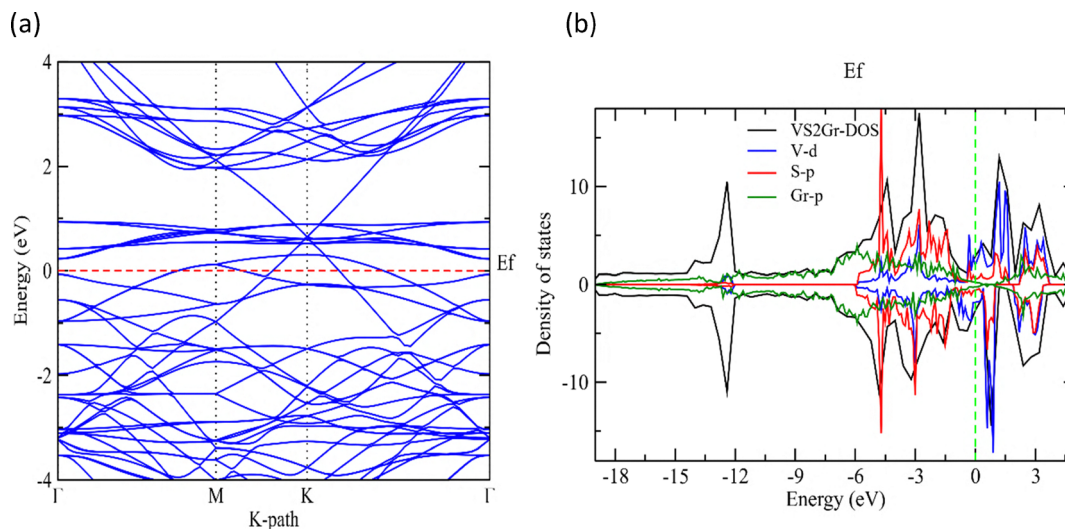 (a)
(b)
4
2
0
-2
-4
Energy (eV)
Ef
Γ
M
K
Γ
K-path
Ef
VS2Gr-DOS
V-d
S-p
Gr-p
10
0
-10
Density of states
-18
-15
-12
-9
-6
-3
0
3
Energy (eV)